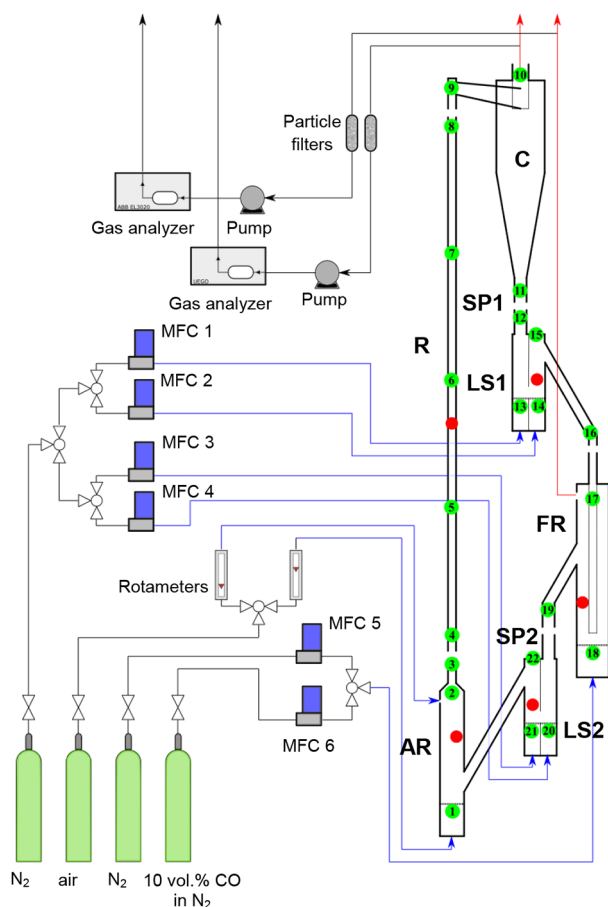 10
9
Particle
filters
8
C
ABB EL3020
Gas analyzer
Pump
7
UEGO
Gas analyzer
Pump
11
SP1
12
MFC 1
15
R
MFC 2
6
LS1
13
14
MFC 3
16
MFC 4
17
5
FR
Rotameters
19
MFC 5
4
SP2
3
22
18
2
MFC 6
AR
21
20
LS2
1
N2
air
N2
10 vol.% CO
in N2